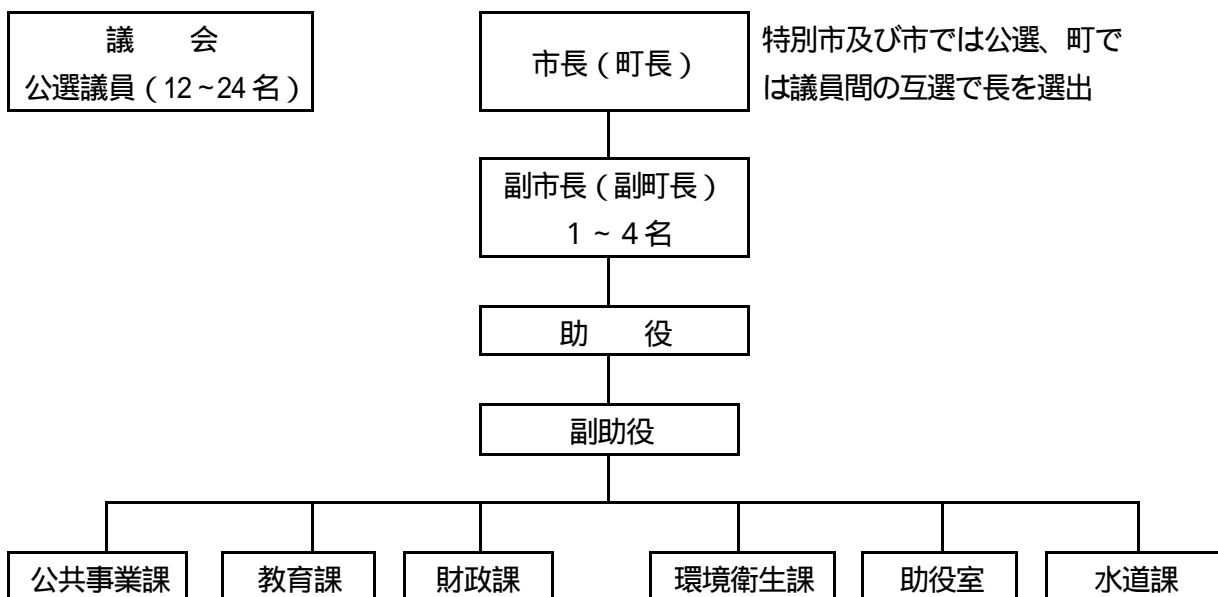 議　会
公選議員（12~24名）
市長（町長）
特別市及び市では公選、町で
は議員間の互選で長を選出
副市長（副町長）
1 ~ 4名
助　役
副助役
公共事業課
教育課
財政課
環境衛生課
助役室
水道課